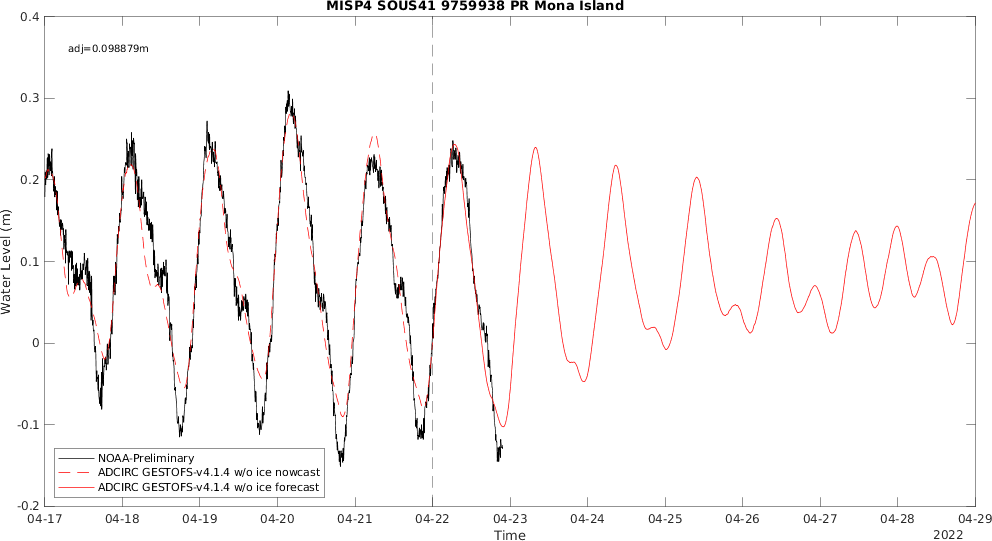 MISP4 SOUS41 9759938 PR Mona Island
0.4
adj=0.098879m
0.3
0.2
0.1
0
-0.1
-0.2
Water Level (m)
NOAA-Preliminary
ADCIRC GESTOFS-v4.1.4 w/o ice nowcast
ADCIRC GESTOFS-v4.1.4 w/o ice forecast
04-17 04-18 04-19 04-20 04-21 04-22 04-23 04-24 04-25 04-26 04-27 04-28 04-29
Time
2022